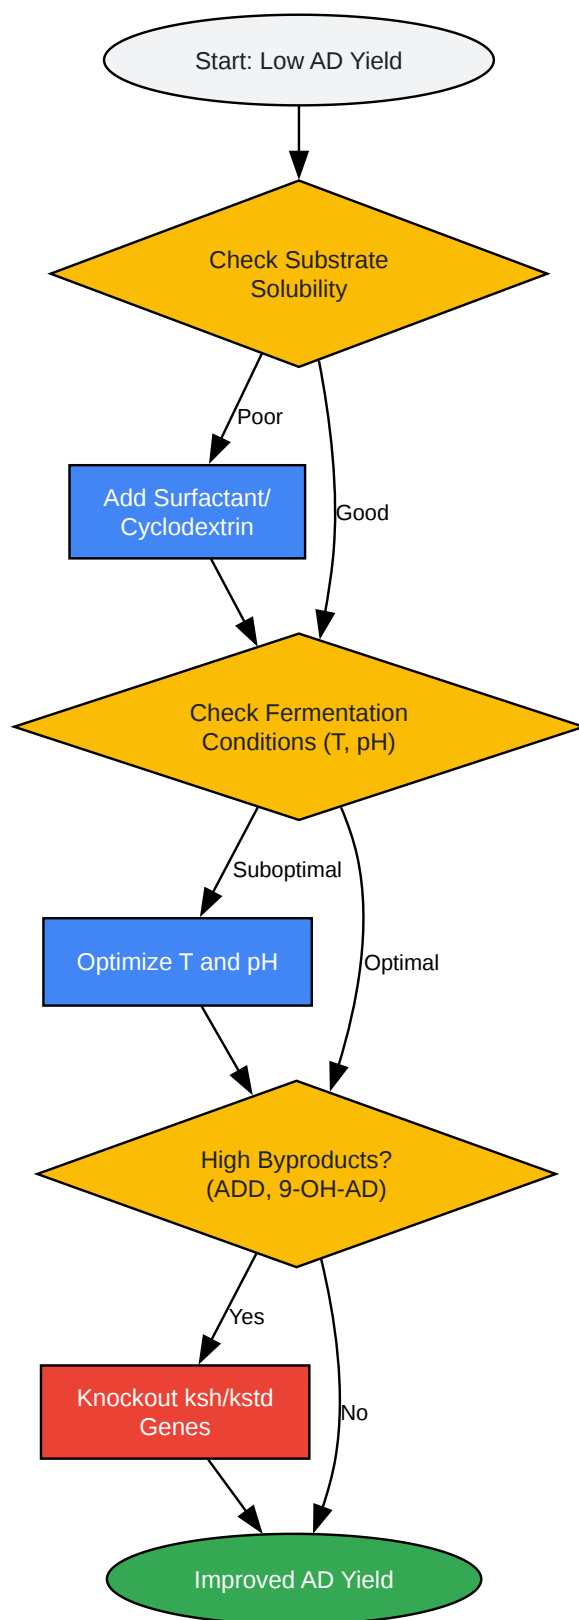 Start: Low AD Yield
Check Substrate
Solubility
Poor
Add Surfactant/
Cyclodextrin
Good
Check Fermentation
Conditions (T, pH)
Suboptimal
Optimize T and pH
Optimal
High Byproducts?
(ADD, 9-OH-AD)
Yes
Knockout ksh/kstd
Genes
No
Improved AD Yield